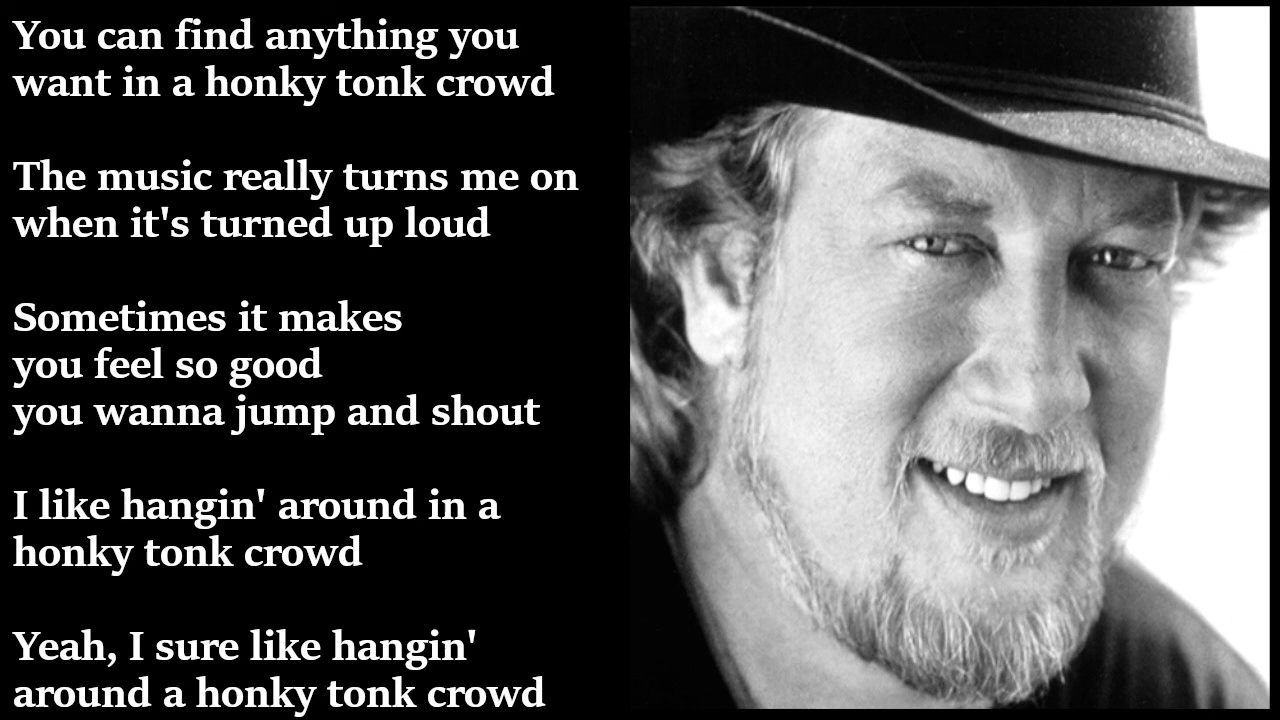 You can find anything you
want in a honky tonk crowd
The music really turns me on
when it's turned up loud
Sometimes it makes
you feel so good
you wanna jump and shout
I like hangin' around in a
honky tonk crowd
Yeah, I sure like hangin'
around a honky tonk crowd